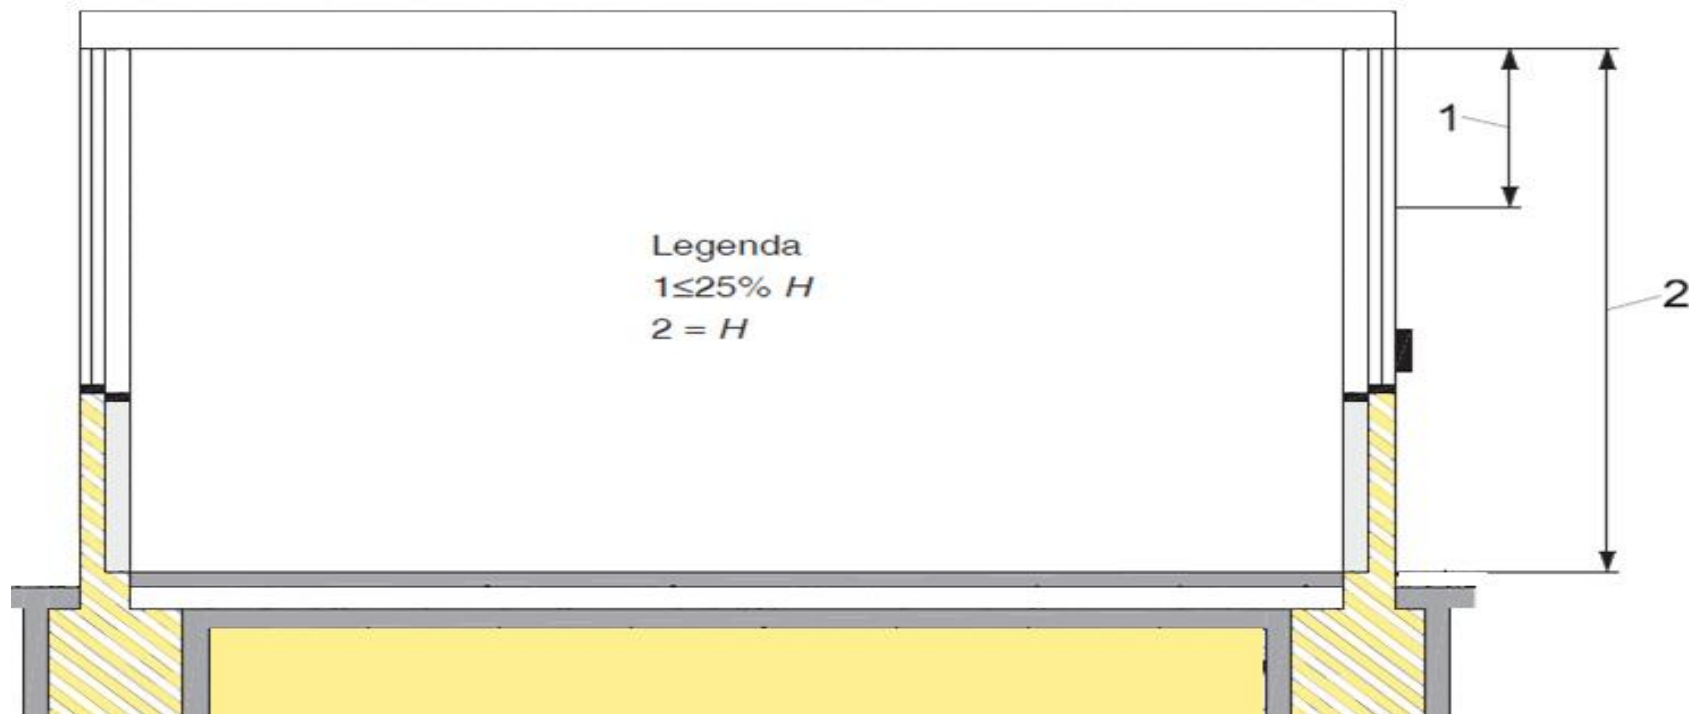 1
2
Legenda
1≤25% H
2 = H